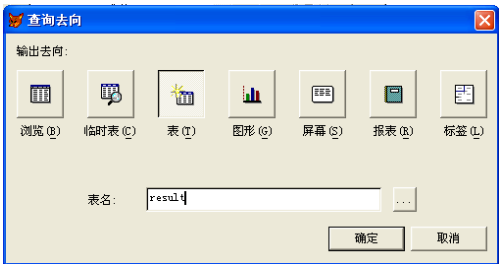 查询去向
输出去向:
浏览(B) 临时表(C) 表(T) 图形(G) 屏幕(S) 报表(R) 标签(L)
表名: result ...
确定 取消